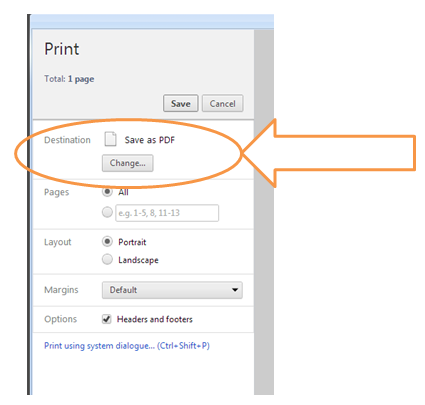 Print
Total: 1 page
Save Cancel
Destination Save as PDF
Change...
Pages All
e.g. 1-5, 8, 11-13
Layout Portrait
Landscape
Margins Default
Options Headers and footers
Print using system dialogue... (Ctrl+Shift+P)